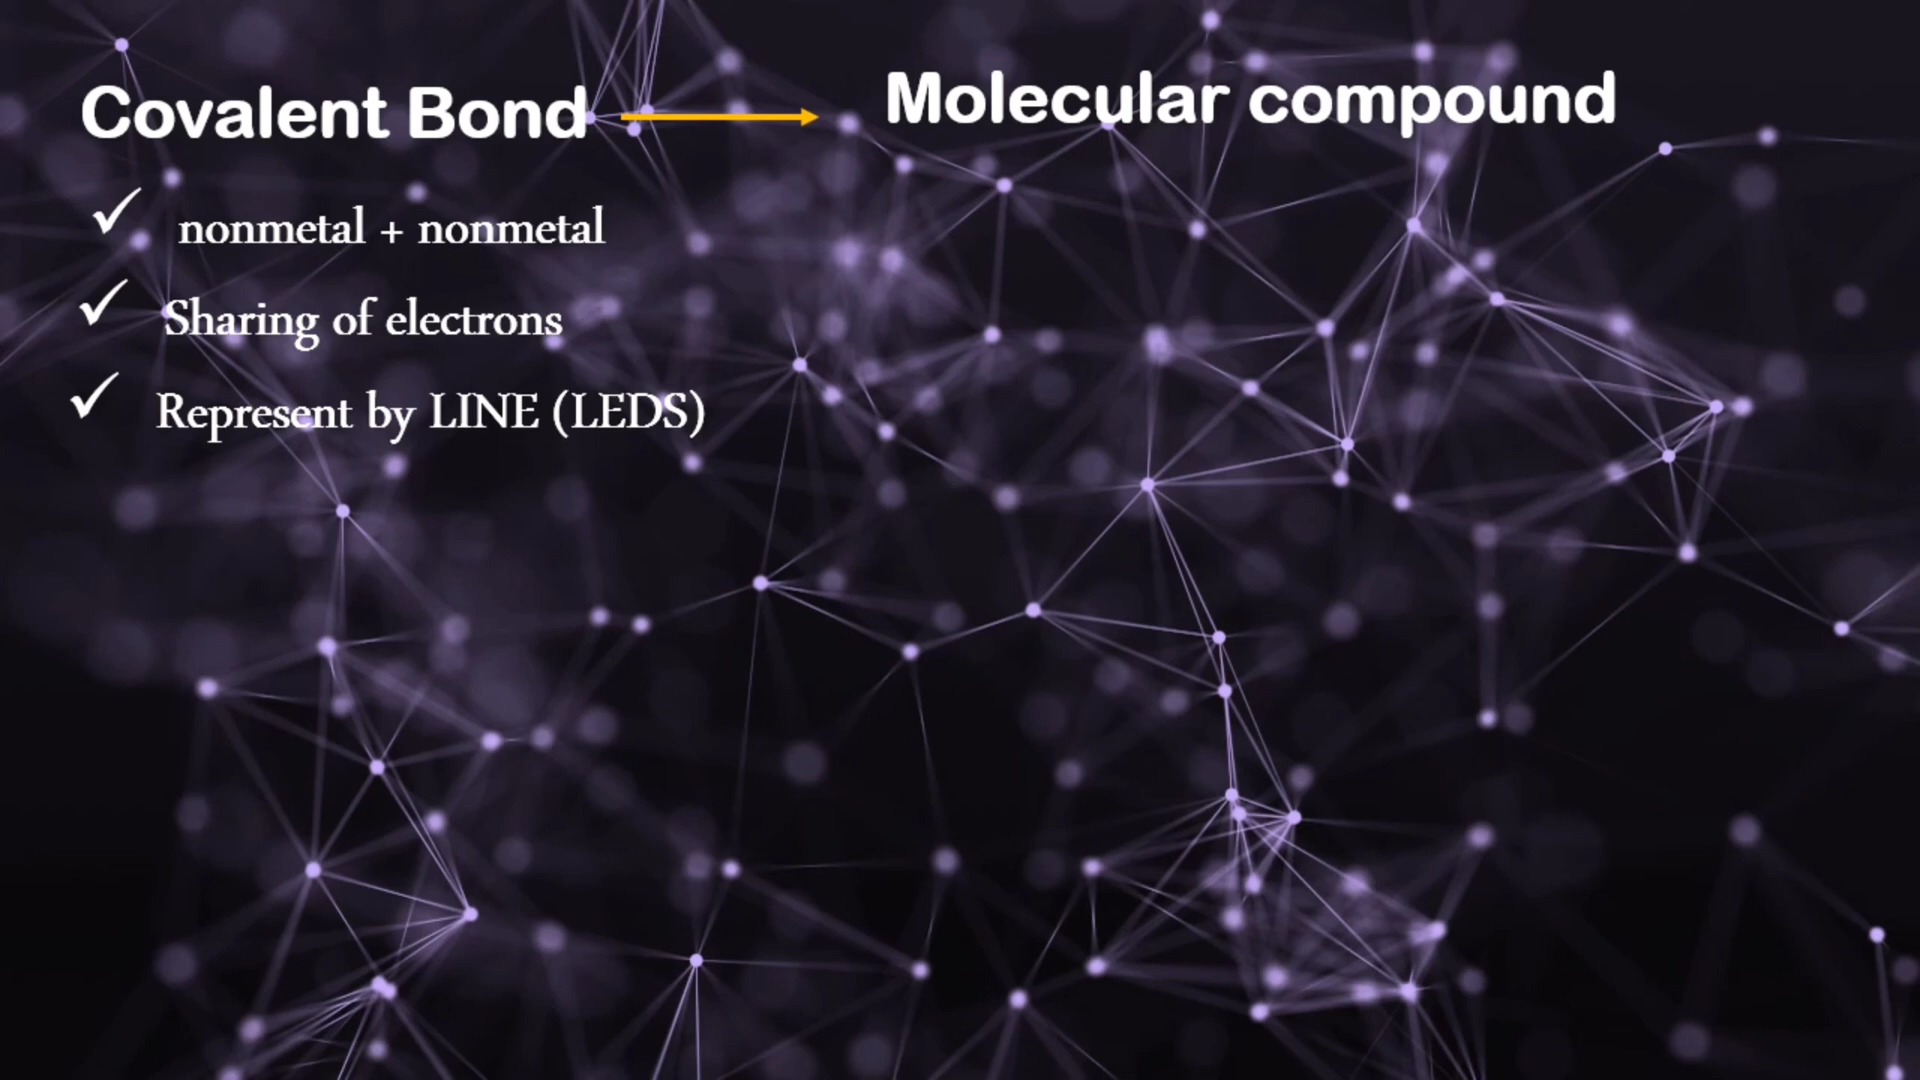 Covalent Bond
Molecular compound
nonmetal + nonmetal
Sharing of electrons
Represent by LINE (LEDS)